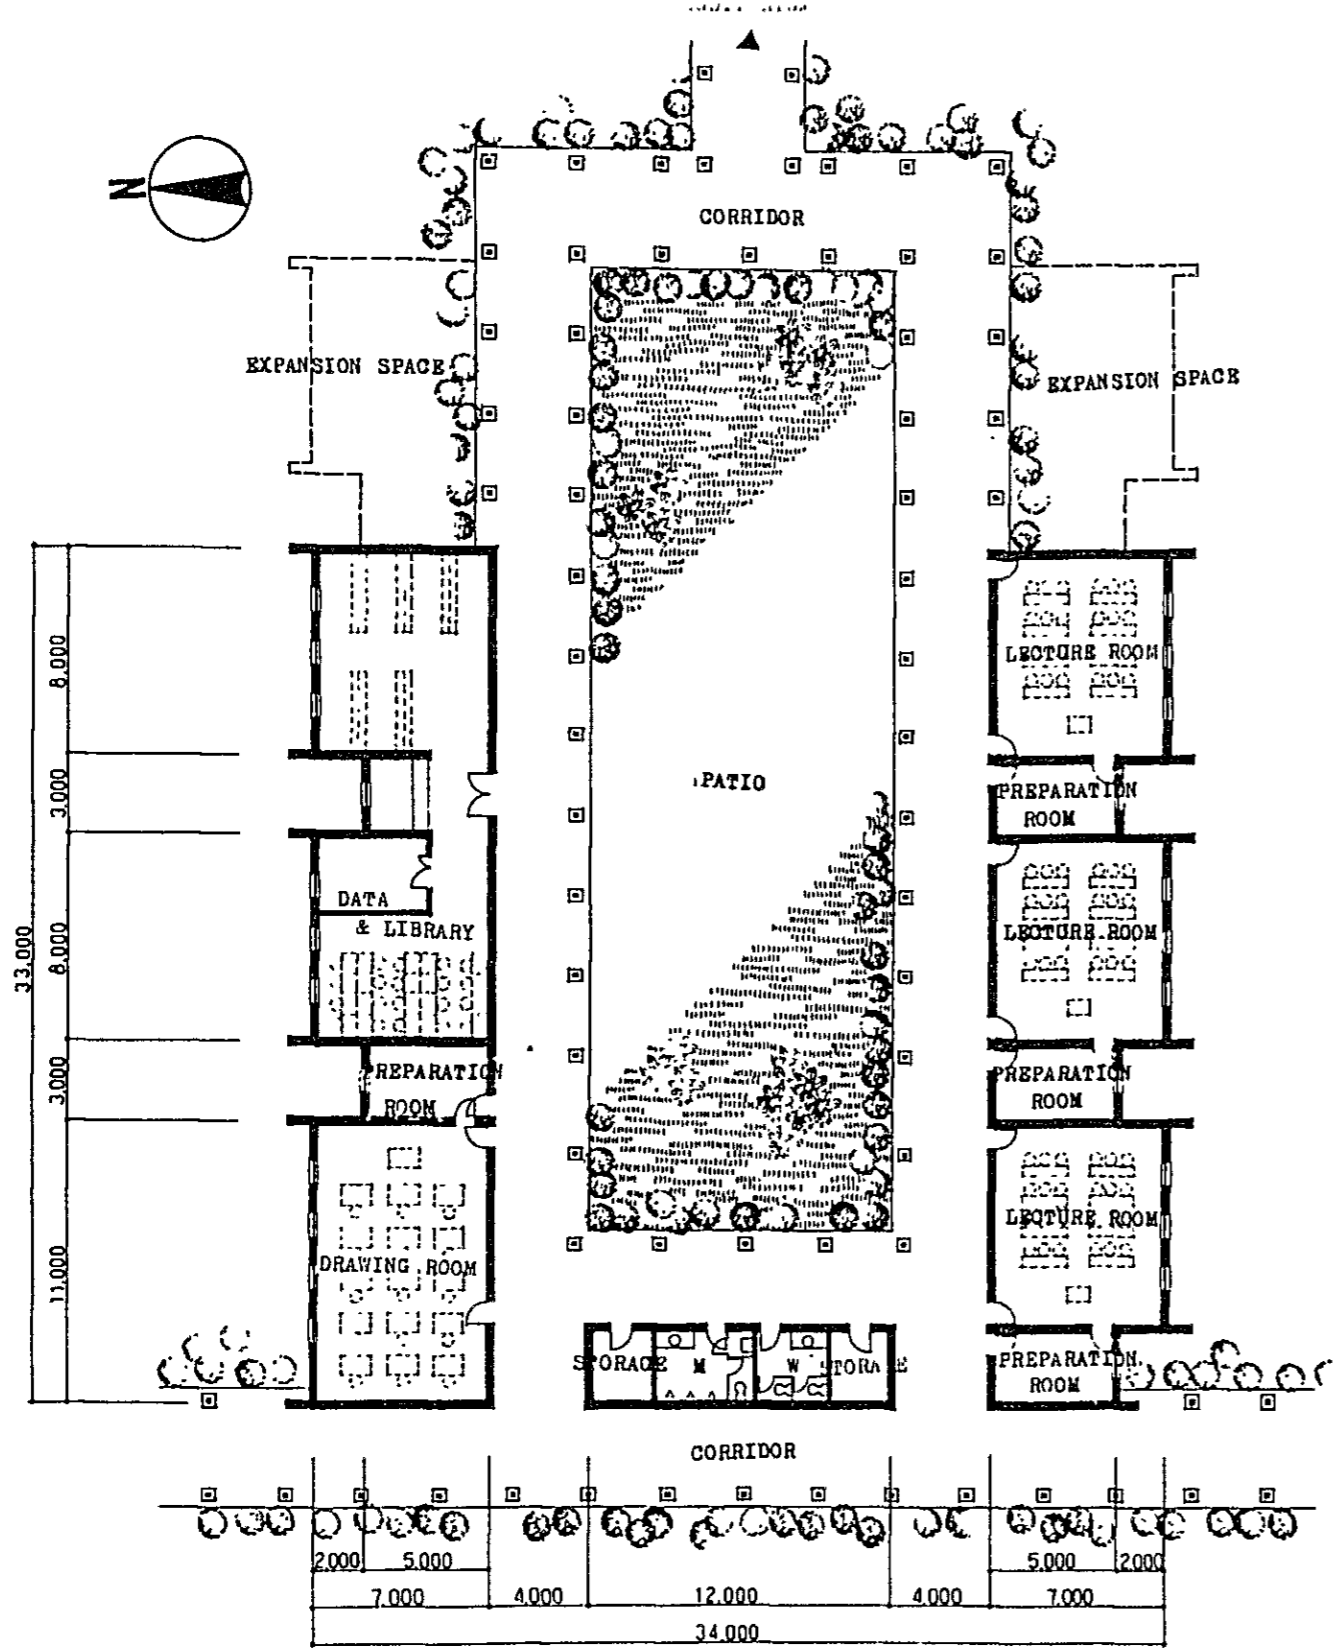 N
CORRIDOR
EXPANSION SPACE
EXPANSION SPACE
8.000
LECTURE ROOM
3.000
PATIO
PREPARATION
ROOM
DATA
& LIBRARY
33.000
8.000
LECTURE ROOM
3.000
PREPARATION
ROOM
PREPARATION
ROOM
11.000
DRAWING ROOM
LECTURE ROOM
STORAGE
M
W
STORAGE
PREPARATION
ROOM
CORRIDOR
2.000
5.000
5.000
2.000
7.000
4.000
12.000
4.000
7.000
34.000